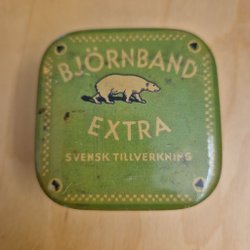 BJÖRNBAND
EXTRA
SVENSK TILLVERKNING